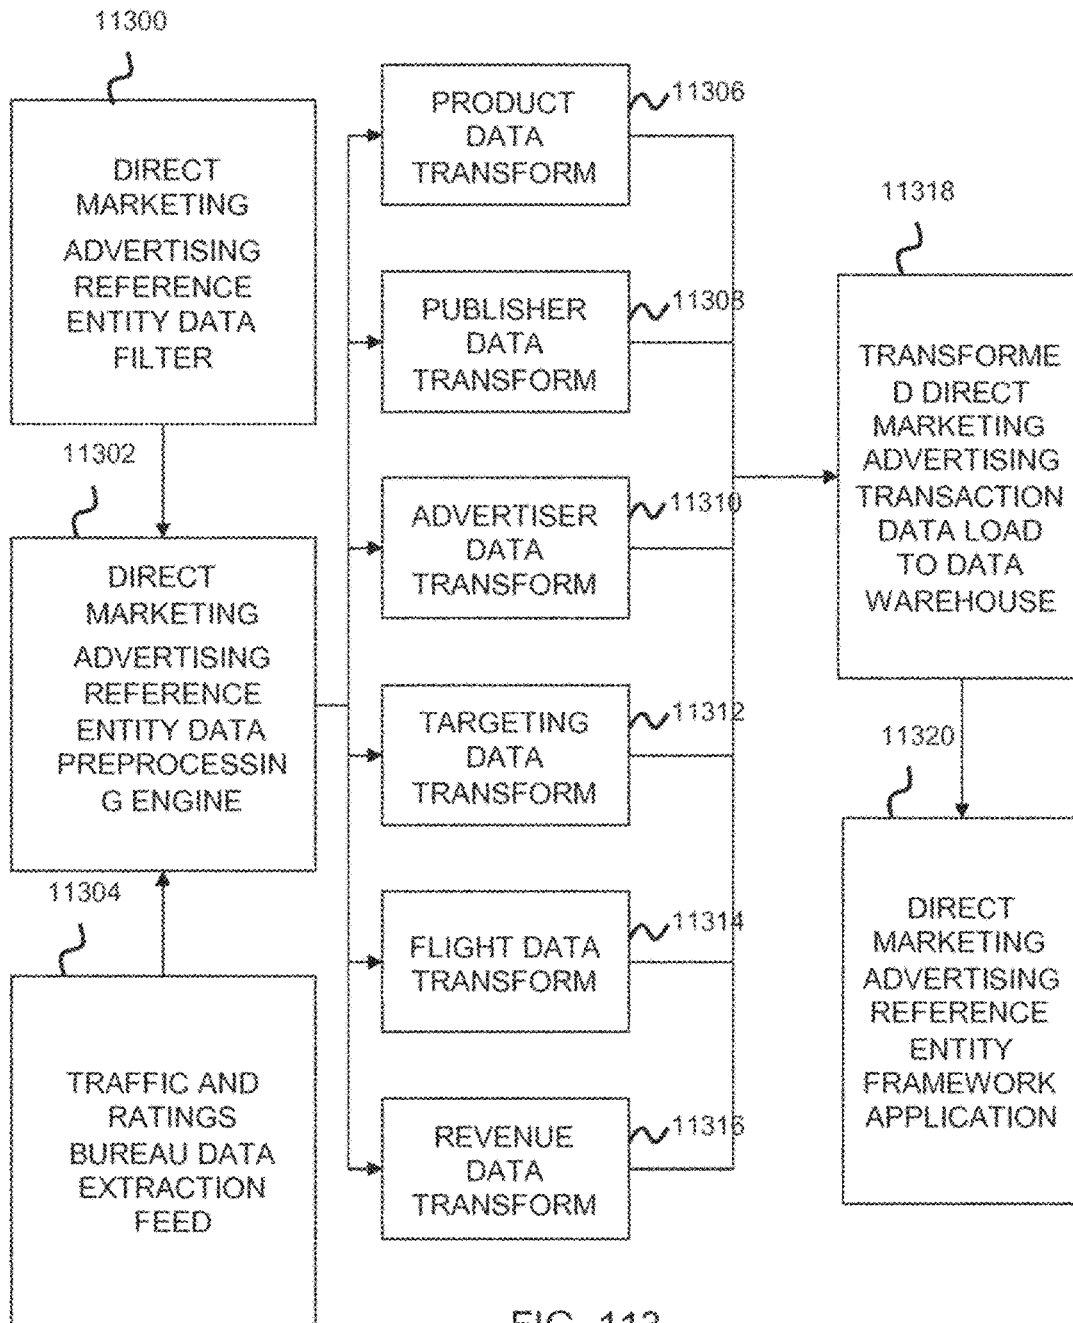 11300
DIRECT
MARKETING
ADVERTISING
REFERENCE
ENTITY DATA
FILTER
11302
DIRECT
MARKETING
ADVERTISING
REFERENCE
ENTITY DATA
PREPROCESSIN
G ENGINE
11304
TRAFFIC AND
RATINGS
BUREAU DATA
EXTRACTION
FEED
PRODUCT
DATA
TRANSFORM
11306
PUBLISHER
DATA
TRANSFORM
11308
ADVERTISER
DATA
TRANSFORM
11310
TARGETING
DATA
TRANSFORM
11312
FLIGHT DATA
TRANSFORM
11314
REVENUE
DATA
TRANSFORM
11316
11318
TRANSFORME
D DIRECT
MARKETING
ADVERTISING
TRANSACTION
DATA LOAD
TO DATA
WAREHOUSE
11320
DIRECT
MARKETING
ADVERTISING
REFERENCE
ENTITY
FRAMEWORK
APPLICATION
FIG. 113